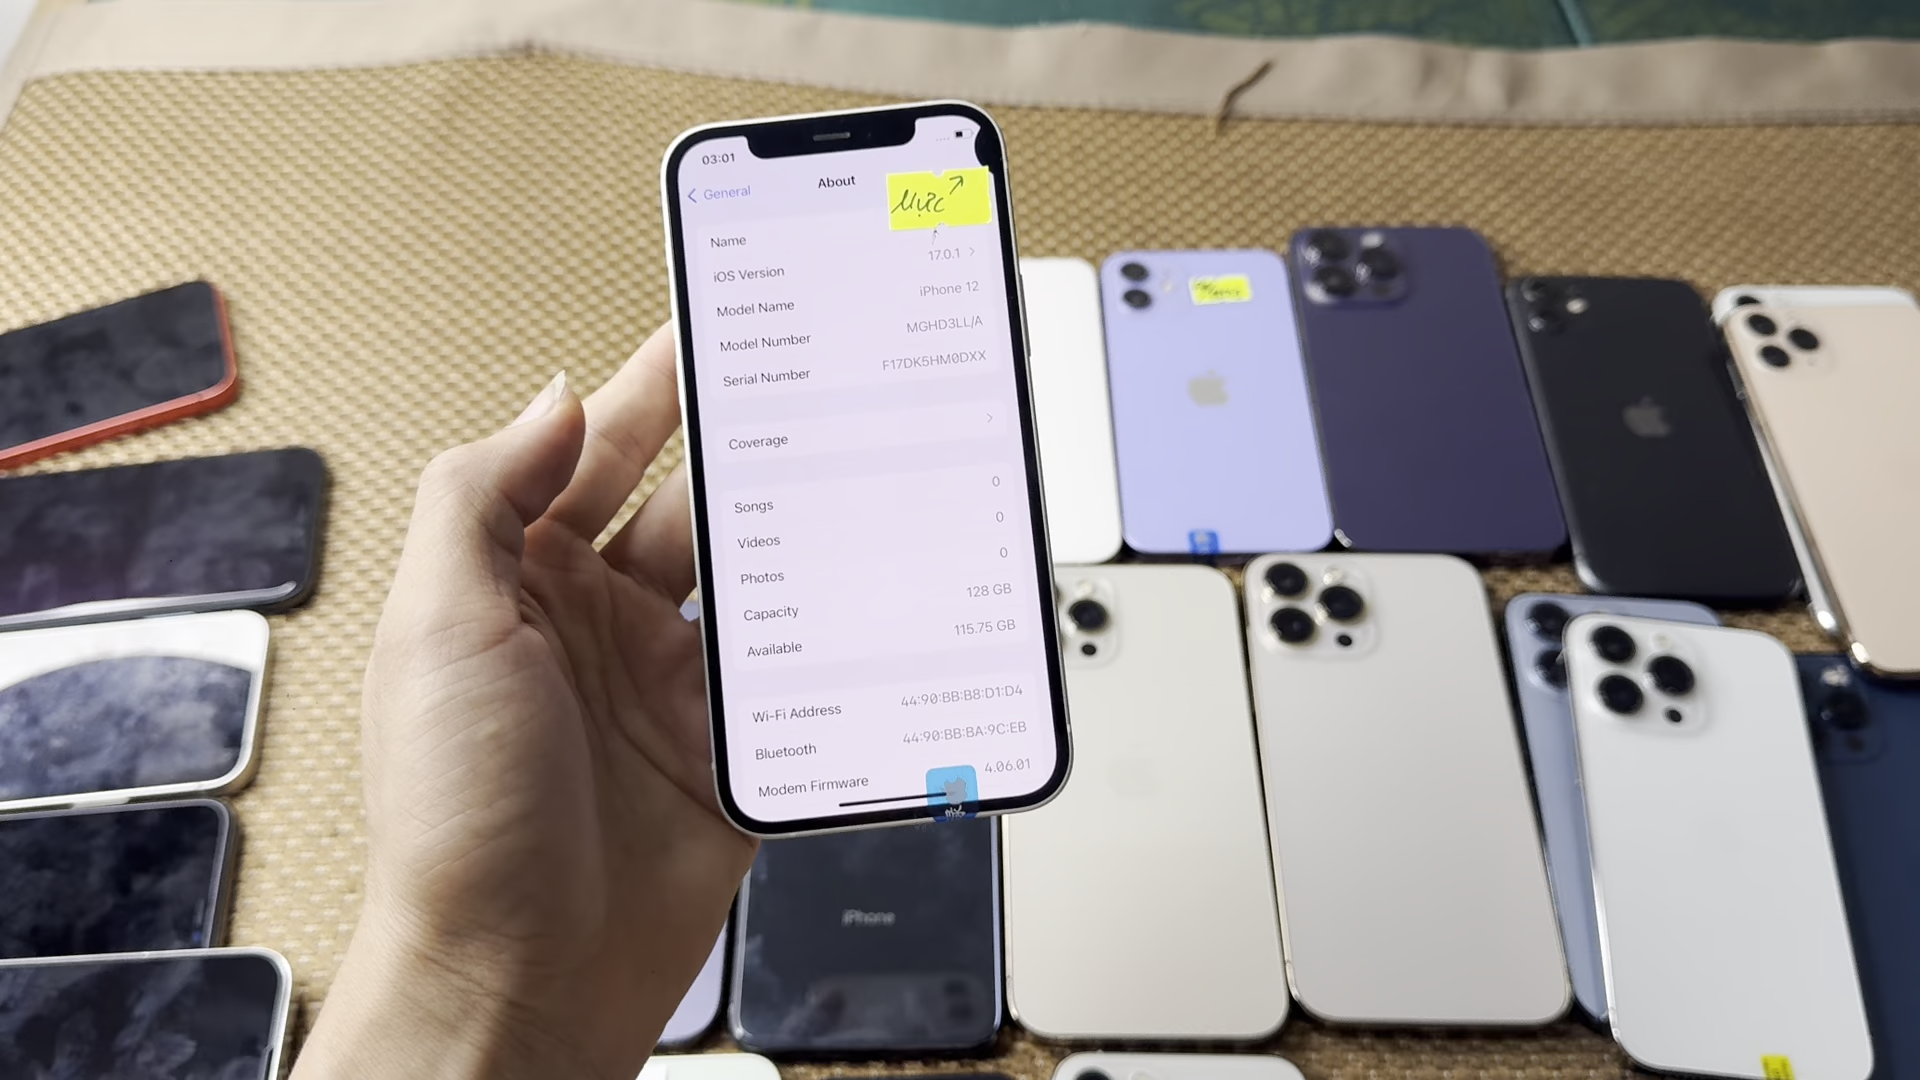 03:01
General
About
Mực
Name
iOS Version 17.0.1
Model Name iPhone 12
Model Number MGHD3LL/A
Serial Number F17DK5HM0DXX
Coverage
Songs 0
Videos 0
Photos 0
Capacity 128 GB
Available 115.75 GB
Wi-Fi Address 44:90:BB:B8:D1:D4
Bluetooth 44:90:BB:BA:9C:EB
Modem Firmware 4.06.01
iPhone